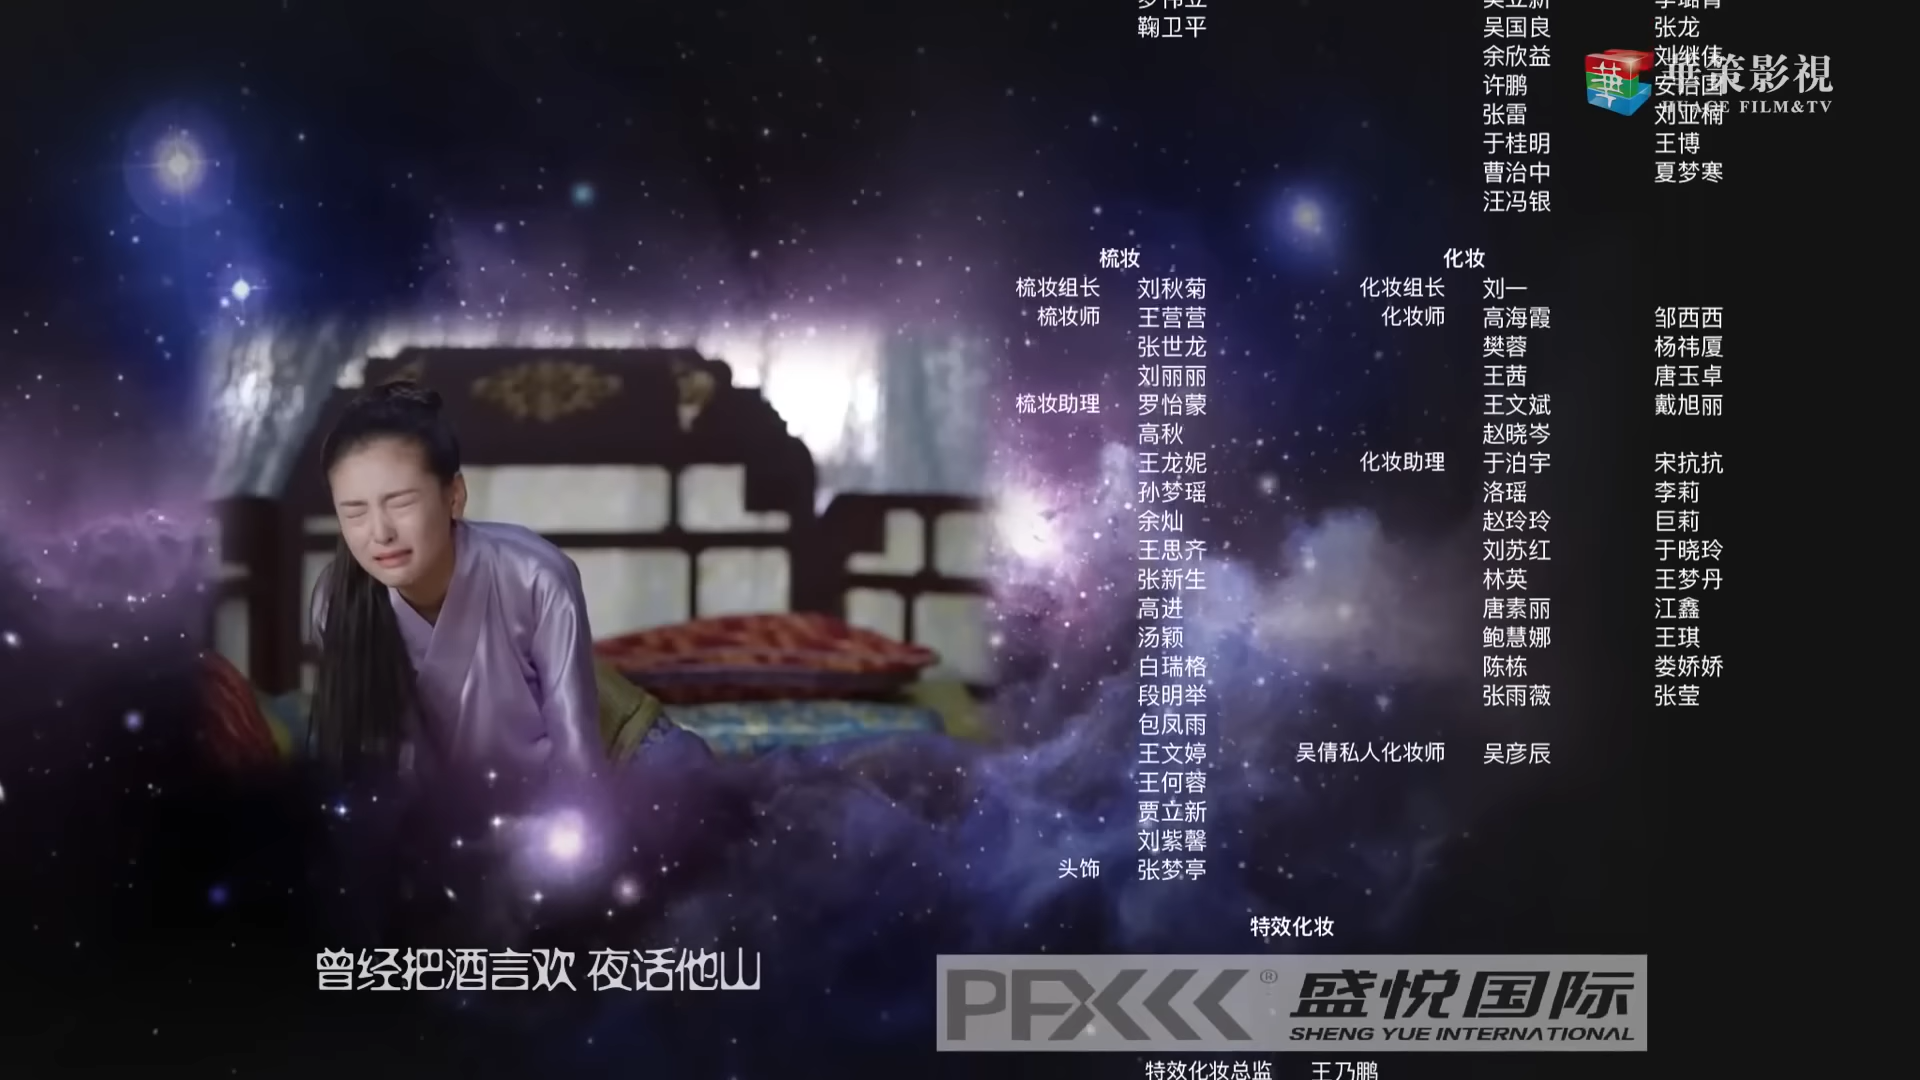 鞠卫平
吴国良 张龙
余欣益 刘继伟
许鹏
张雷 刘亚楠
于桂明 王博
曹治中 夏梦寒
汪冯银
華策影視
HUACE FILM&TV
梳妆
梳妆组长 刘秋菊
梳妆师 王营营
张世龙
刘丽丽
梳妆助理 罗怡蒙
高秋
王龙妮
孙梦瑶
余灿
王思齐
张新生
高进
汤颖
白瑞格
段明举
包凤雨
王文婷
王何蓉
贾立新
刘紫馨
头饰 张梦亭
化妆
化妆组长 刘一
化妆师 高海霞 邹西西
樊蓉 杨祎厦
王茜 唐玉卓
王文斌 戴旭丽
赵晓岑
化妆助理 于泊宇 宋抗抗
洛瑶 李莉
赵玲玲 巨莉
刘苏红 于晓玲
林英 王梦丹
唐素丽 江鑫
鲍慧娜 王琪
陈栋 娄娇娇
张雨薇 张莹
吴倩私人化妆师 吴彦辰
特效化妆
PFX ® 盛悦国际
SHENG YUE INTERNATIONAL
特效化妆总监 王乃鹏
曾经把酒言欢 夜话他山